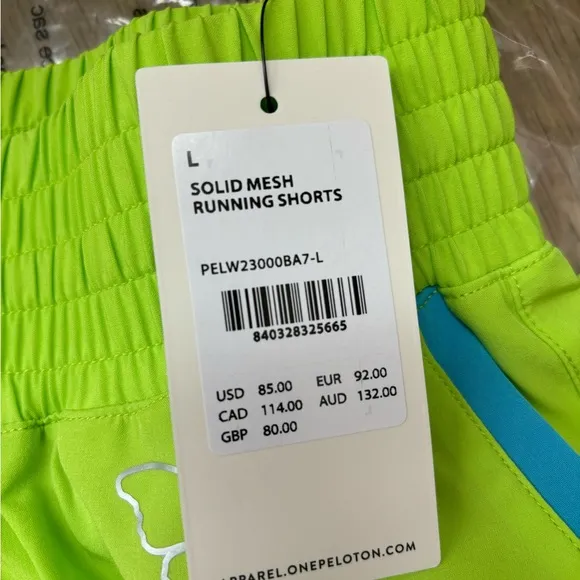 L
SOLID MESH
RUNNING SHORTS
PELW23000BA7-L
840328325665
USD 85.00 EUR 92.00
CAD 114.00 AUD 132.00
GBP 80.00
APPAREL.ONEPELOTON.COM